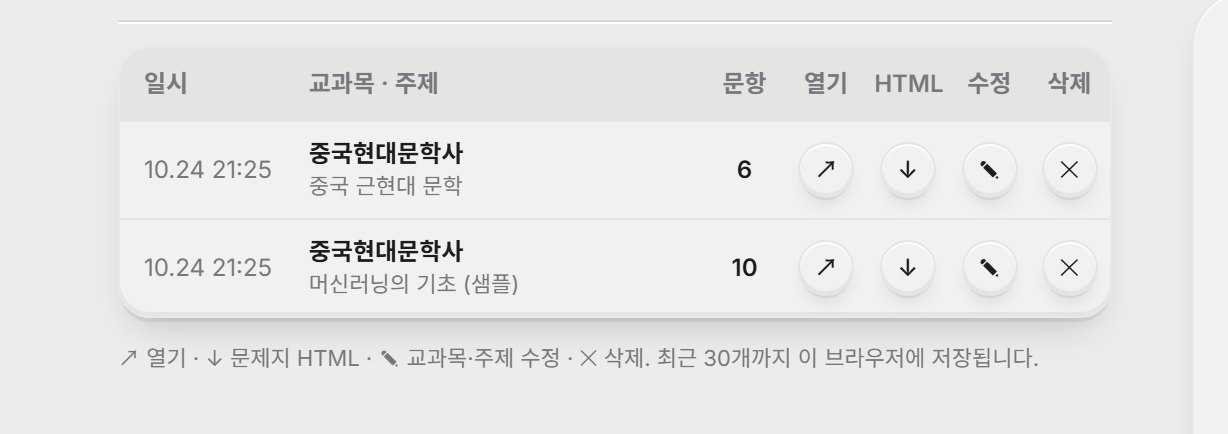 일시 교과목 · 주제 문항 열기 HTML 수정 삭제
중국현대문학사
10.24 21:25 6 ↗ ↓ ✎ ×
중국 근현대 문학
중국현대문학사
10.24 21:25 10 ↗ ↓ ✎ ×
머신러닝의 기초 (샘플)
↗ 열기 · ↓ 문제지 HTML · ✎ 교과목·주제 수정 · × 삭제. 최근 30개까지 이 브라우저에 저장됩니다.